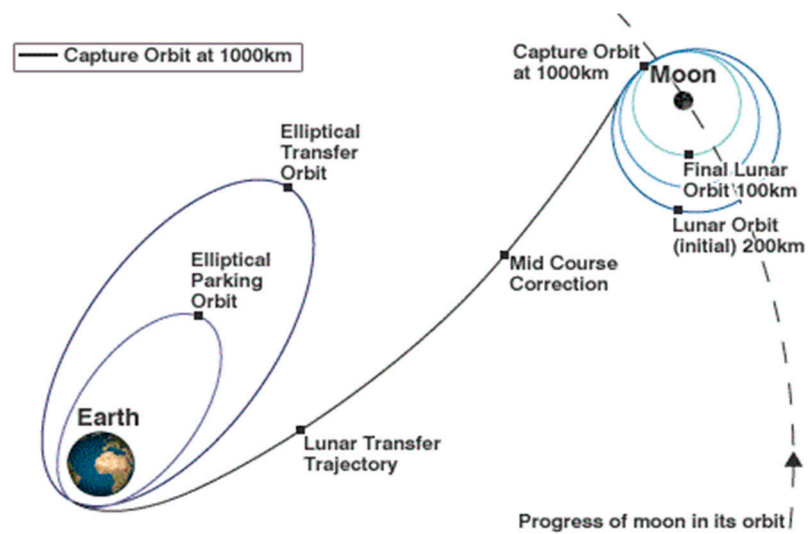 Capture Orbit at 1000km
Capture Orbit
at 1000km
Moon
Elliptical
Transfer
Orbit
Final Lunar
Orbit 100km
Lunar Orbit
(initial) 200km
Elliptical
Parking
Orbit
Mid Course
Correction
Earth
Lunar Transfer
Trajectory
Progress of moon in its orbit